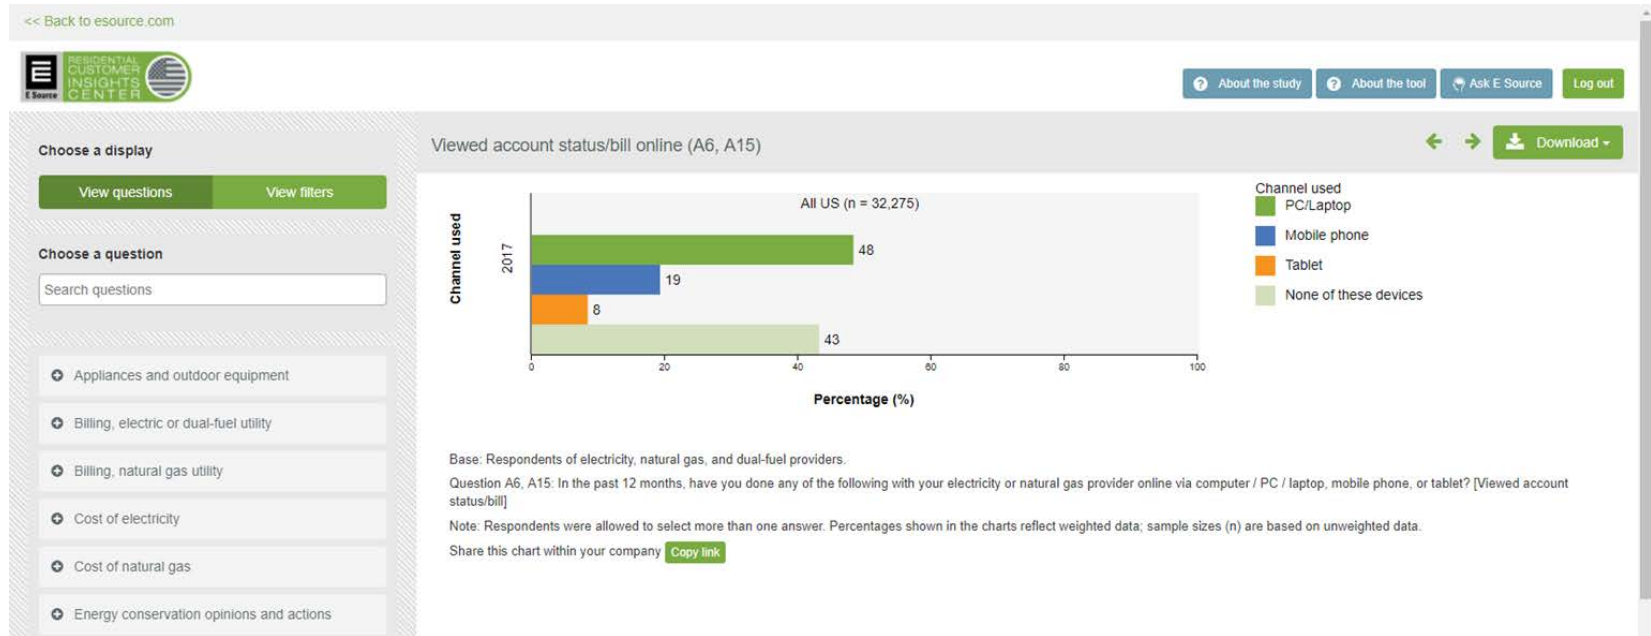 << Back to esource.com
E Source
RESIDENTIAL
CUSTOMER
INSIGHTS
CENTER
About the study
About the tool
Ask E Source
Log out
Choose a display
View questions
View filters
Choose a question
Search questions
Appliances and outdoor equipment
Billing, electric or dual-fuel utility
Billing, natural gas utility
Cost of electricity
Cost of natural gas
Energy conservation opinions and actions
Viewed account status/bill online (A6, A15)
Download
All US (n = 32,275)
Channel used
2017
48
19
8
43
0
20
40
60
80
100
Percentage (%)
Channel used
PC/Laptop
Mobile phone
Tablet
None of these devices
Base: Respondents of electricity, natural gas, and dual-fuel providers.
Question A6, A15: In the past 12 months, have you done any of the following with your electricity or natural gas provider online via computer / PC / laptop, mobile phone, or tablet? [Viewed account
status/bill]
Note: Respondents were allowed to select more than one answer. Percentages shown in the charts reflect weighted data; sample sizes (n) are based on unweighted data.
Share this chart within your company Copy link